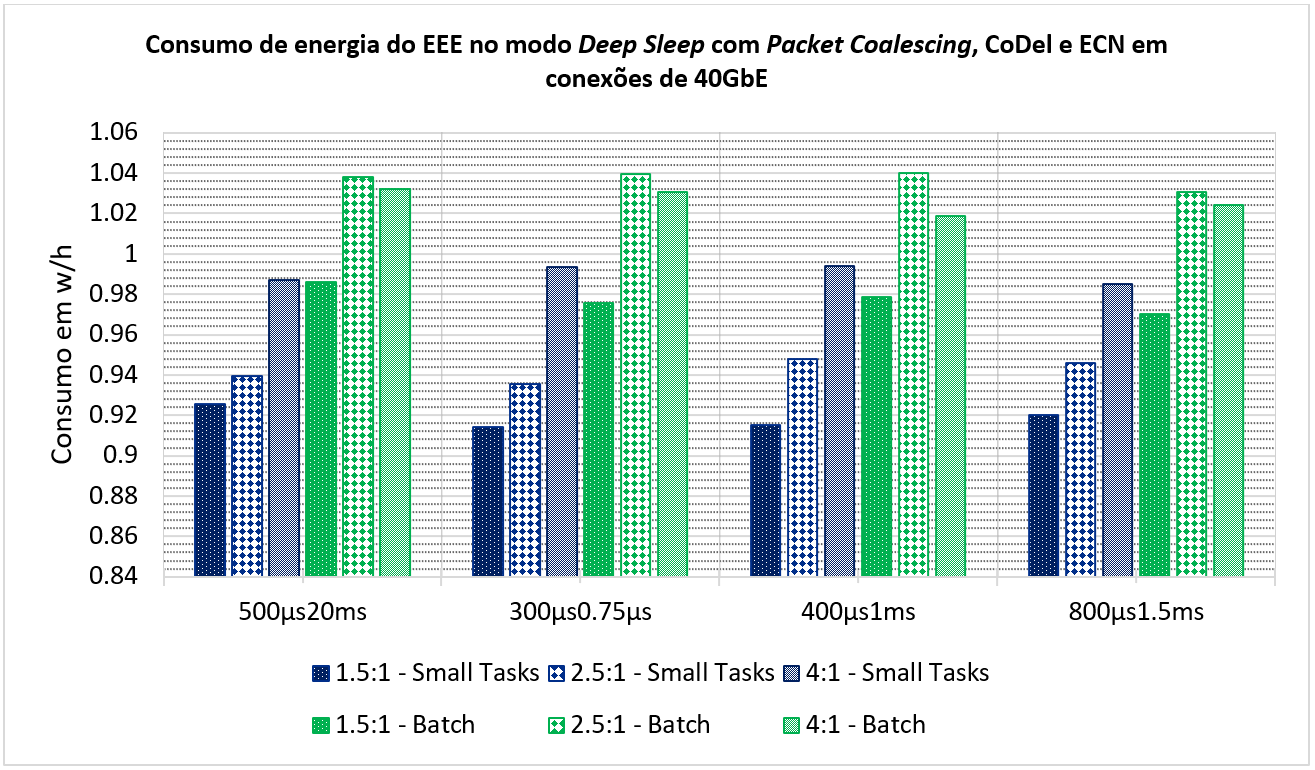 Consumo de energia do EEE no modo Deep Sleep com Packet Coalescing, CoDel e ECN em
conexões de 40GbE
Consumo em w/h
1.06
1.04
1.02
1
0.98
0.96
0.94
0.92
0.9
0.88
0.86
0.84
500µs20ms 300µs0.75µs 400µs1ms 800µs1.5ms
1.5:1 - Small Tasks 2.5:1 - Small Tasks 4:1 - Small Tasks
1.5:1 - Batch 2.5:1 - Batch 4:1 - Batch